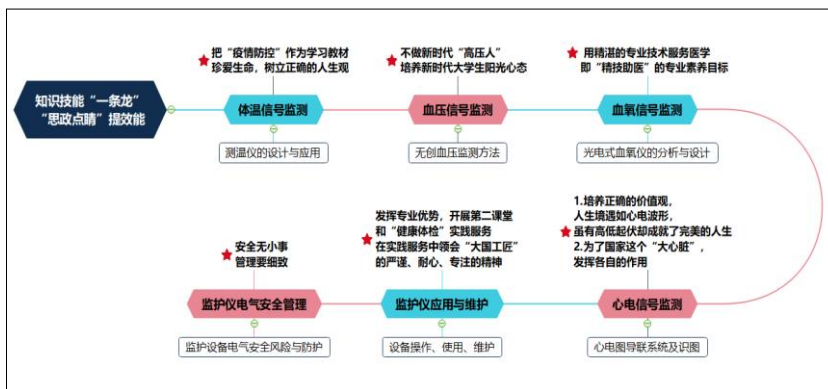 知识技能“一条龙”
“思政点睛”提效能
把“疫情防控”作为学习教材
珍爱生命，树立正确的人生观
体温信号监测
测温仪的设计与应用
不做新时代“高压人”
培养新时代大学生阳光心态
血压信号监测
无创血压监测方法
用精湛的专业技术服务医学
即“精技助医”的专业素养目标
血氧信号监测
光电式血氧仪的分析与设计
1.培养正确的价值观，
人生境遇如心电波形，
虽有高低起伏却成就了完美的人生
2.为了国家这个“大心脏”，
发挥各自的作用
心电信号监测
心电图导联系统及识图
发挥专业优势，开展第二课堂
和“健康体检”实践服务
在实践服务中领会“大国工匠”
的严谨、耐心、专注的精神
监护仪应用与维护
设备操作、使用、维护
安全无小事
管理要细致
监护仪电气安全管理
监护设备电气安全风险与防护